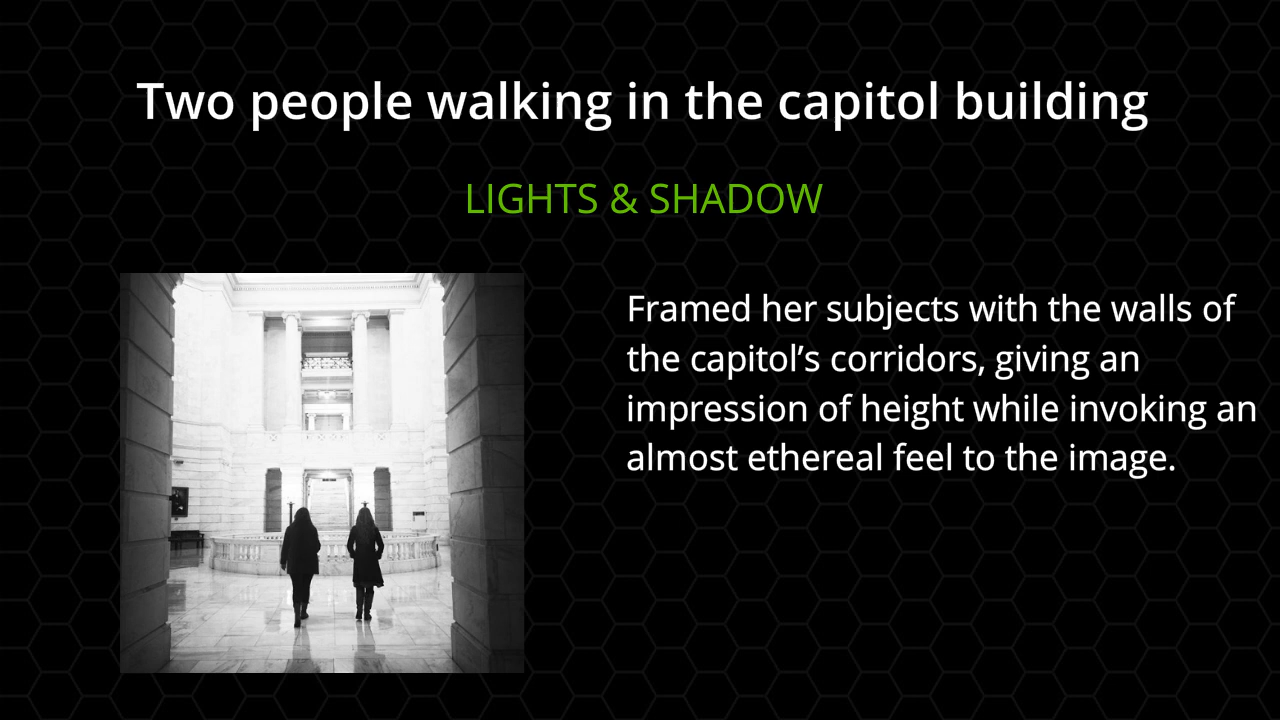 Two people walking in the capitol building
LIGHTS & SHADOW
Framed her subjects with the walls of
the capitol’s corridors, giving an
impression of height while invoking an
almost ethereal feel to the image.